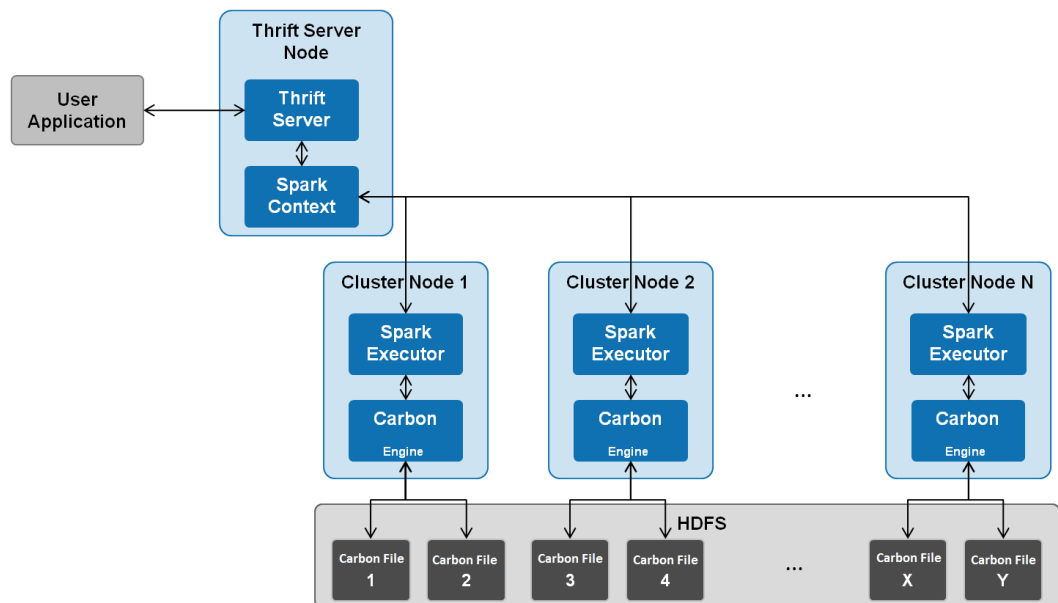 Thrift Server
Node
User
Application
Thrift
Server
Spark
Context
Cluster Node 1
Cluster Node 2
Cluster Node N
Spark
Executor
Spark
Executor
Spark
Executor
...
Carbon
Engine
Carbon
Engine
Carbon
Engine
HDFS
Carbon File
1
Carbon File
2
Carbon File
3
Carbon File
4
...
Carbon File
X
Carbon File
Y